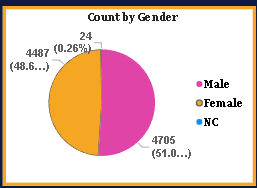 Count by Gender
24
(0.26%)
4487
(48.6...)
4705
(51.0...)
Male
Female
NC